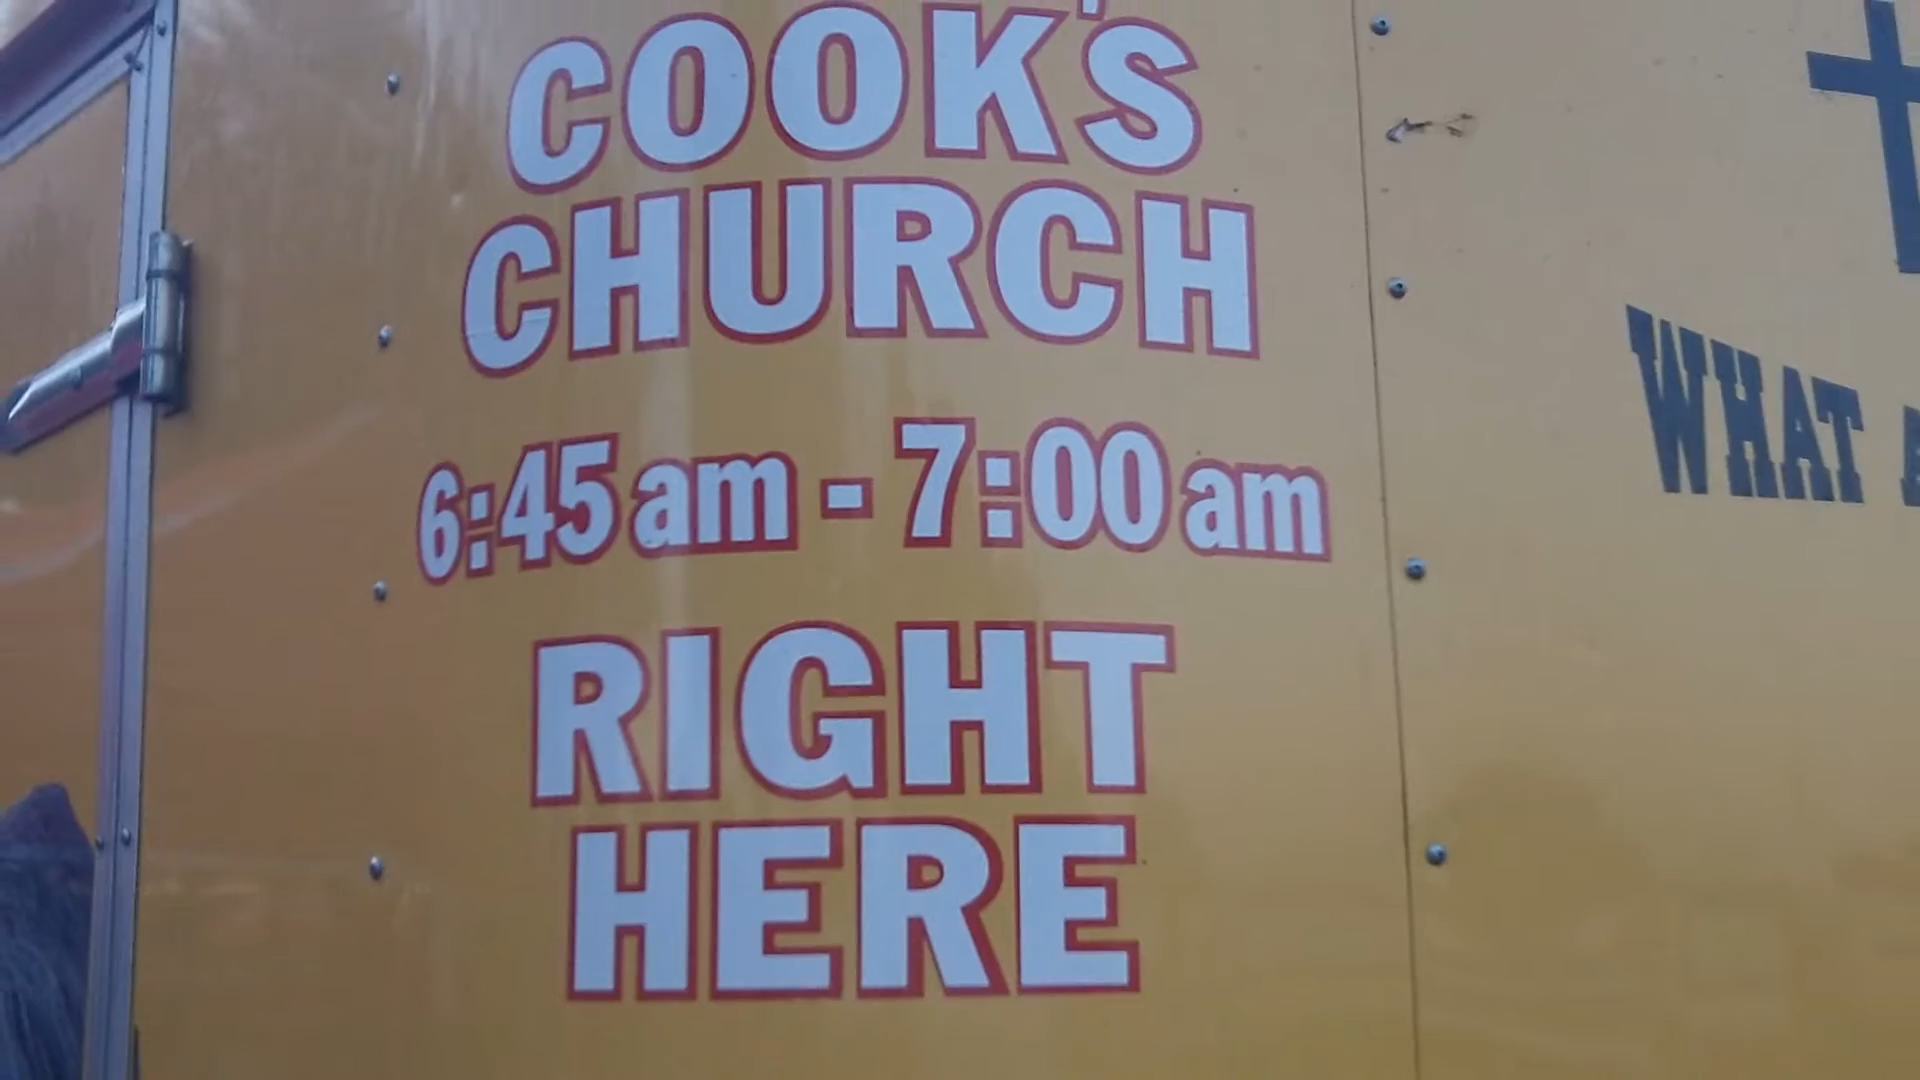 COOK'S
CHURCH
6:45 am - 7:00 am
RIGHT
HERE
WHAT